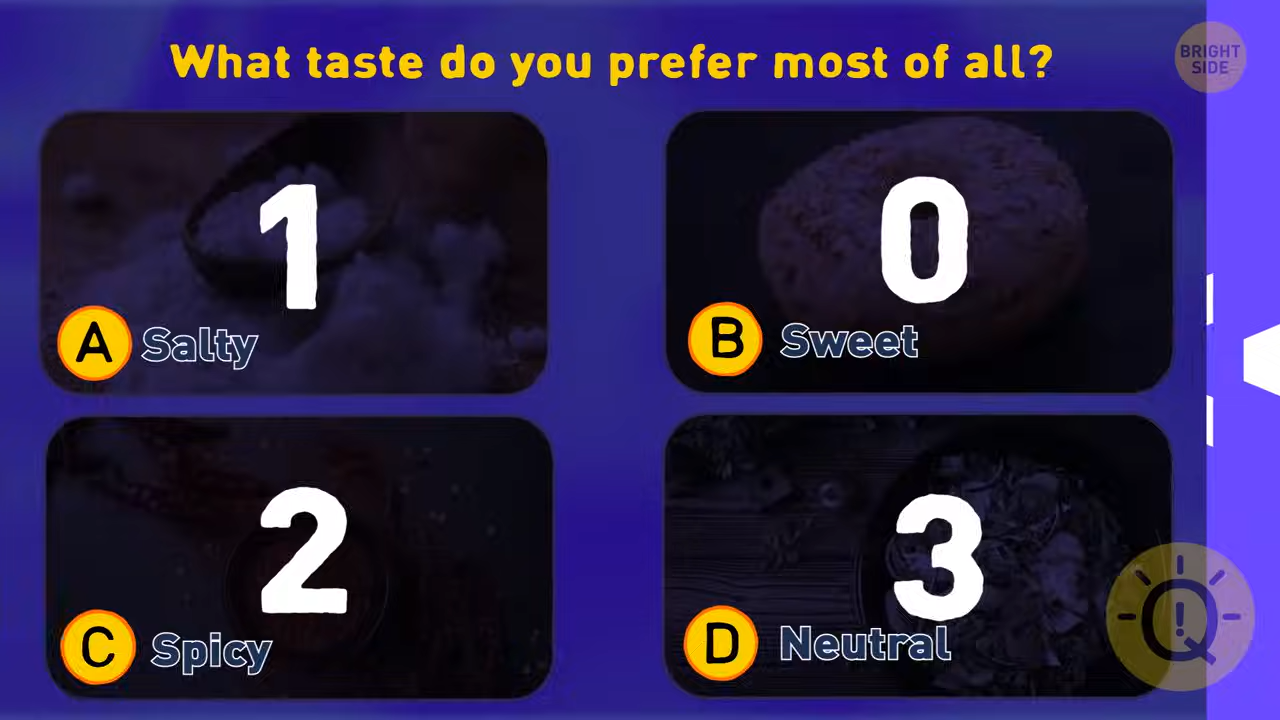 What taste do you prefer most of all?
BRIGHT
SIDE
1
A Salty
0
B Sweet
2
C Spicy
3
D Neutral
Q!